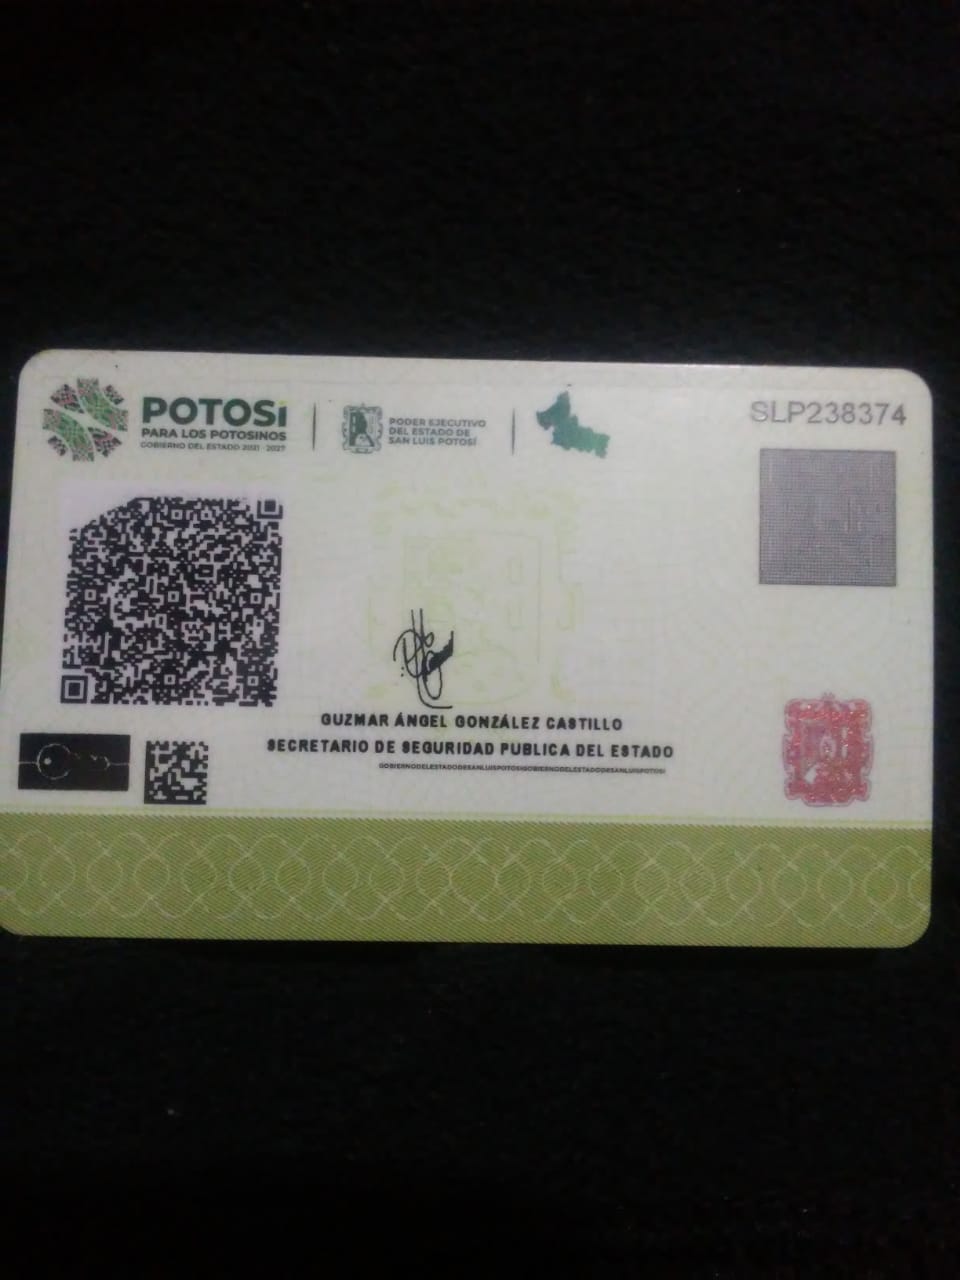 POTOSÍ
PARA LOS POTOSINOS
GOBIERNO DEL ESTADO 2021 - 2027
PODER EJECUTIVO
DEL ESTADO DE
SAN LUIS POTOSÍ
SLP238374
GUZMAR ÁNGEL GONZÁLEZ CASTILLO
SECRETARIO DE SEGURIDAD PUBLICA DEL ESTADO
GOBIERNODELESTADODESANLUISPOTOSIGOBIERNODELESTADODESANLUISPOTOSI